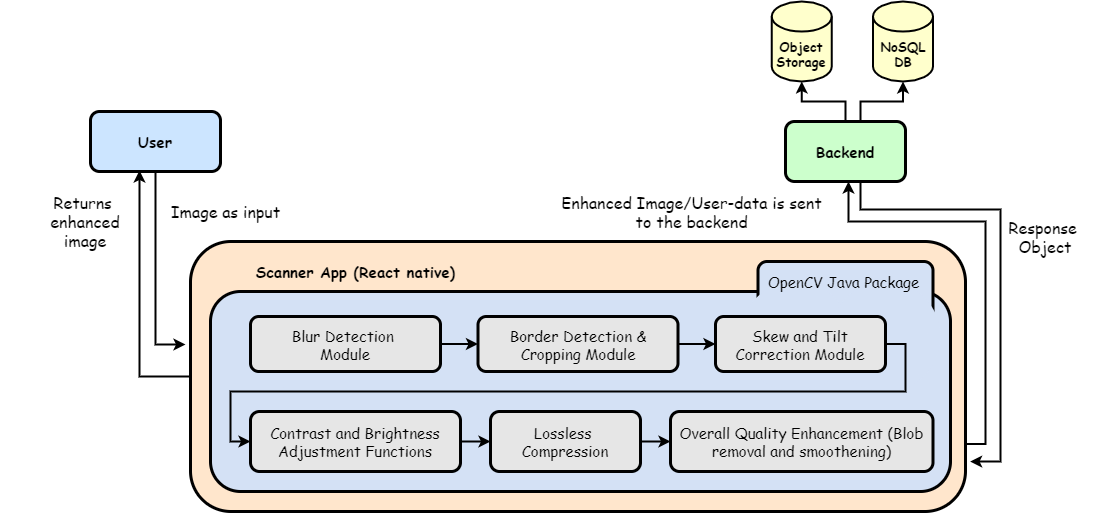 Object
Storage
NoSQL
DB
User
Backend
Returns
enhanced
image
Image as input
Enhanced Image/User-data is sent
to the backend
Response
Object
Scanner App (React native)
OpenCV Java Package
Blur Detection
Module
Border Detection &
Cropping Module
Skew and Tilt
Correction Module
Contrast and Brightness
Adjustment Functions
Lossless
Compression
Overall Quality Enhancement (Blob
removal and smoothening)